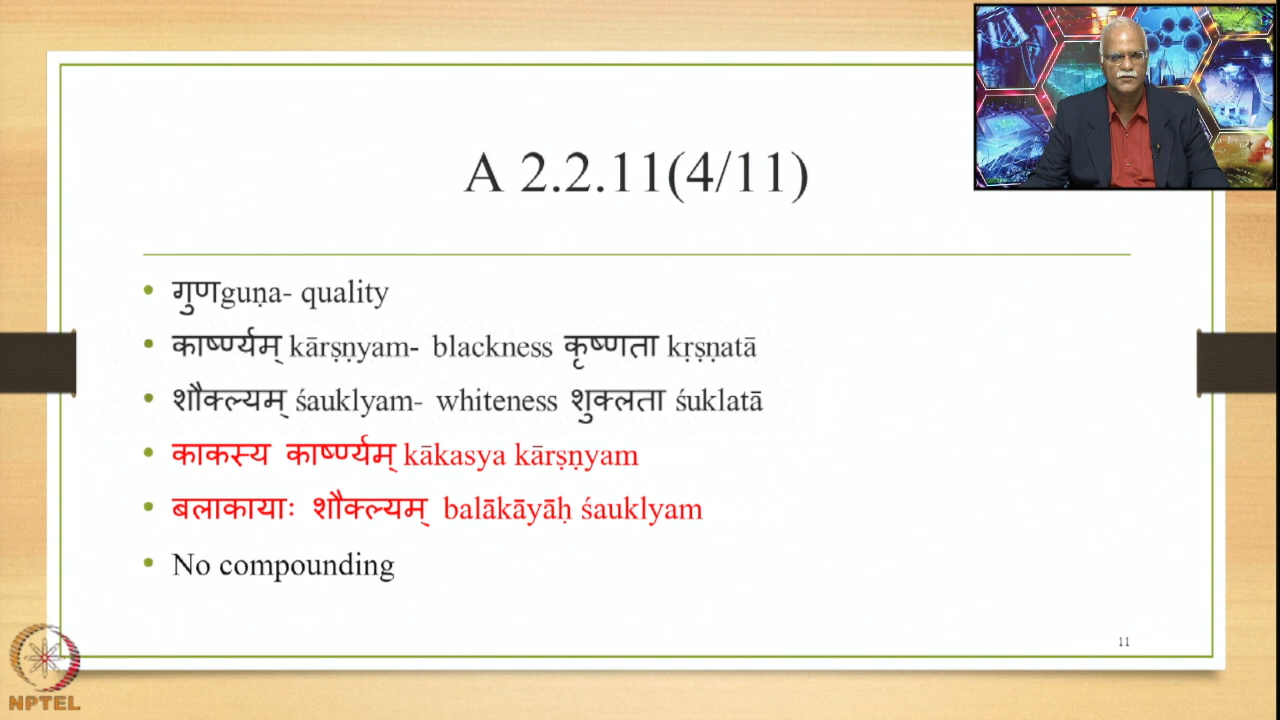 A 2.2.11(4/11)
• गुणguṇa- quality
• कार्ष्ण्यम् kārṣṇyam- blackness कृष्णता kṛṣṇatā
• शौक्ल्यम् śauklyam- whiteness शुक्लता śuklatā
• काकस्य कार्ष्ण्यम् kākasya kārṣṇyam
• बलाकायाः शौक्ल्यम् balākāyāḥ śauklyam
• No compounding
11
NPTEL